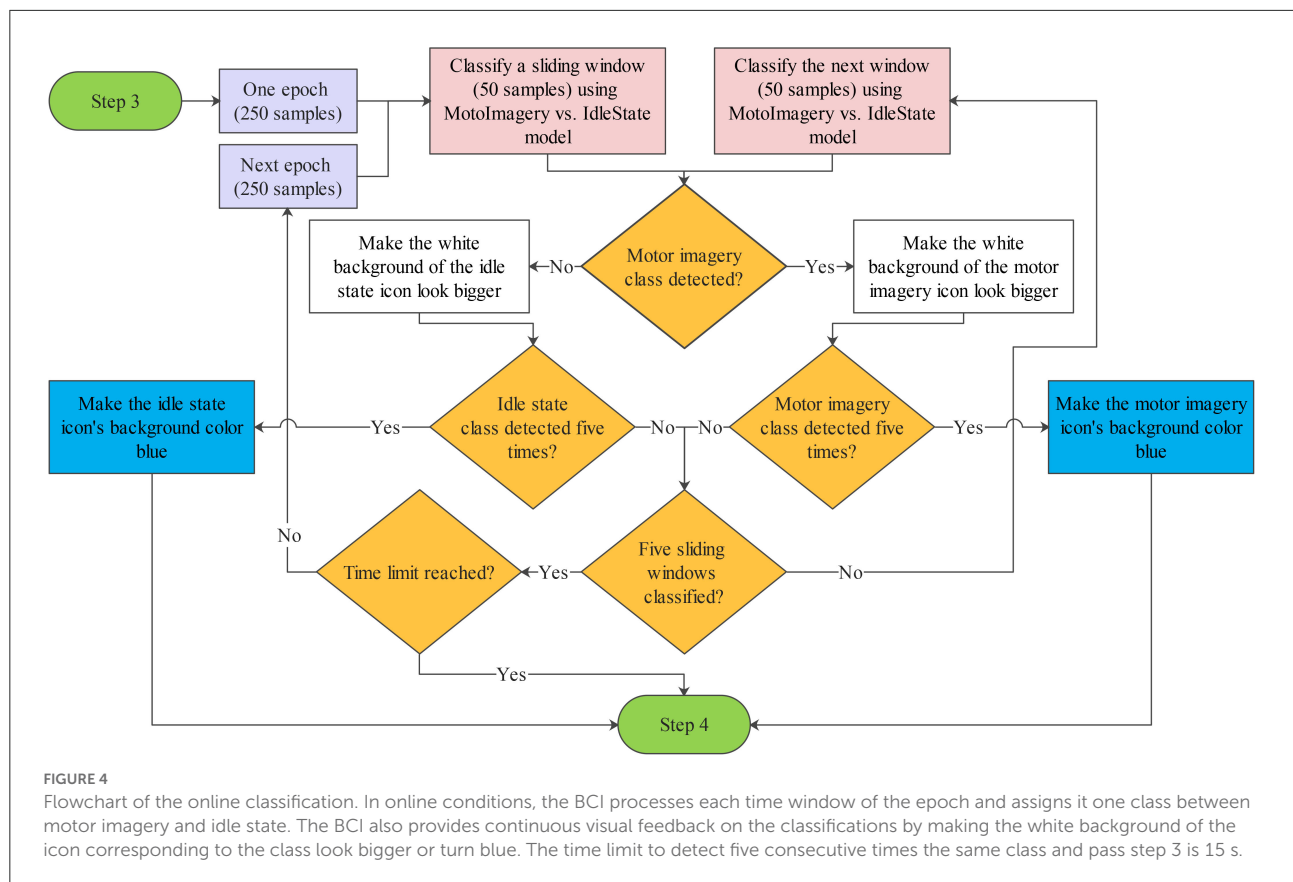 Step 3
One epoch
(250 samples)
Next epoch
(250 samples)
Classify a sliding window
(50 samples) using
MotoImagery vs. IdleState
model
Classify the next window
(50 samples) using
MotoImagery vs. IdleState
model
Make the white
background of the idle
state icon look bigger
No
Motor imagery
class detected?
Yes
Make the white
background of the motor
imagery icon look bigger
Make the idle state
icon's background color
blue
Yes
Idle state
class detected five
times?
No
No
Motor imagery
class detected five
times?
Yes
Make the motor imagery
icon's background color
blue
No
Time limit reached?
Yes
Five sliding
windows
classified?
No
Yes
Step 4
FIGURE 4
Flowchart of the online classification. In online conditions, the BCI processes each time window of the epoch and assigns it one class between
motor imagery and idle state. The BCI also provides continuous visual feedback on the classifications by making the white background of the
icon corresponding to the class look bigger or turn blue. The time limit to detect five consecutive times the same class and pass step 3 is 15 s.